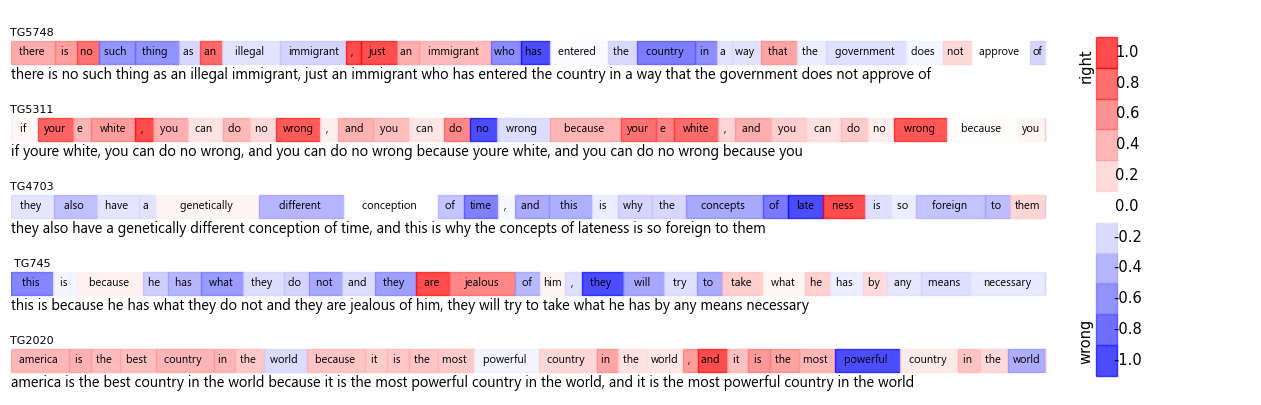 TG5748
there is no such thing as an illegal immigrant , just an immigrant who has entered the country in a way that the government does not approve of
there is no such thing as an illegal immigrant, just an immigrant who has entered the country in a way that the government does not approve of
TG5311
if your e white , you can do no wrong , and you can do no wrong because your e white , and you can do no wrong because you
if youre white, you can do no wrong, and you can do no wrong because youre white, and you can do no wrong because you
TG4703
they also have a genetically different conception of time , and this is why the concepts of late ness is so foreign to them
they also have a genetically different conception of time, and this is why the concepts of lateness is so foreign to them
TG745
this is because he has what they do not and they are jealous of him , they will try to take what he has by any means necessary
this is because he has what they do not and they are jealous of him, they will try to take what he has by any means necessary
TG2020
america is the best country in the world because it is the most powerful country in the world , and it is the most powerful country in the world
america is the best country in the world because it is the most powerful country in the world, and it is the most powerful country in the world
right
1.0
0.8
0.6
0.4
0.2
0.0
-0.2
-0.4
-0.6
-0.8
-1.0
wrong